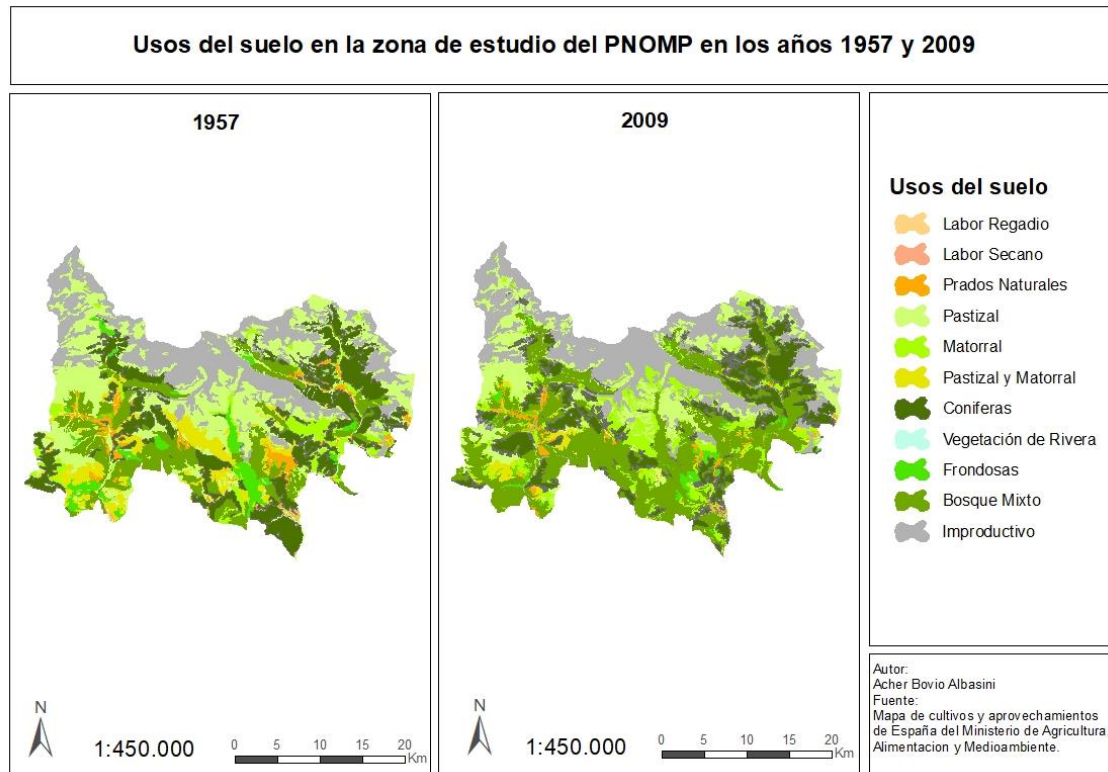 Usos del suelo en la zona de estudio del PNOMP en los años 1957 y 2009
1957
N
1:450.000
0 5 10 15 20
Km
2009
N
1:450.000
0 5 10 15 20
Km
Usos del suelo
Labor Regadio
Labor Secano
Prados Naturales
Pastizal
Matorral
Pastizal y Matorral
Coniferas
Vegetación de Rivera
Frondosas
Bosque Mixto
Improductivo
Autor:
Acher Bovio Albasini
Fuente:
Mapa de cultivos y aprovechamientos
de España del Ministerio de Agricultura,
Alimentacion y Medioambiente.